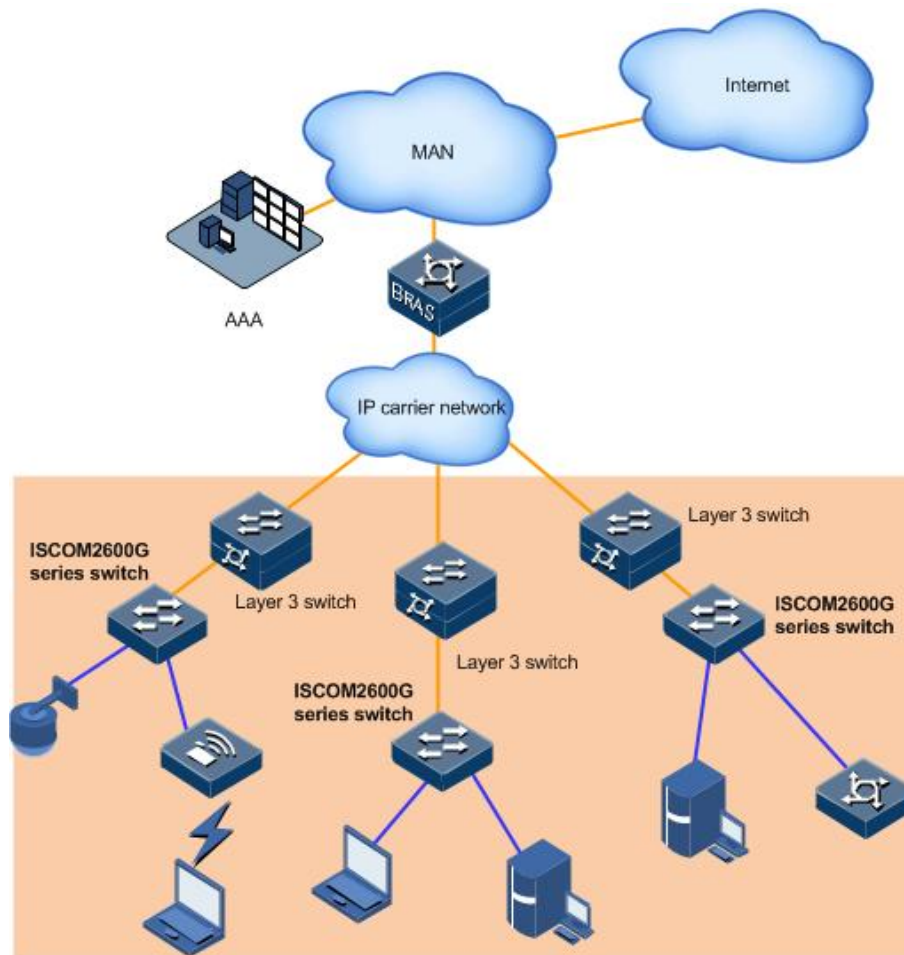 Internet
MAN
BRAS
AAA
IP carrier network
Layer 3 switch
ISCOM2600G
series switch
Layer 3 switch
ISCOM2600G
series switch
Layer 3 switch
ISCOM2600G
series switch